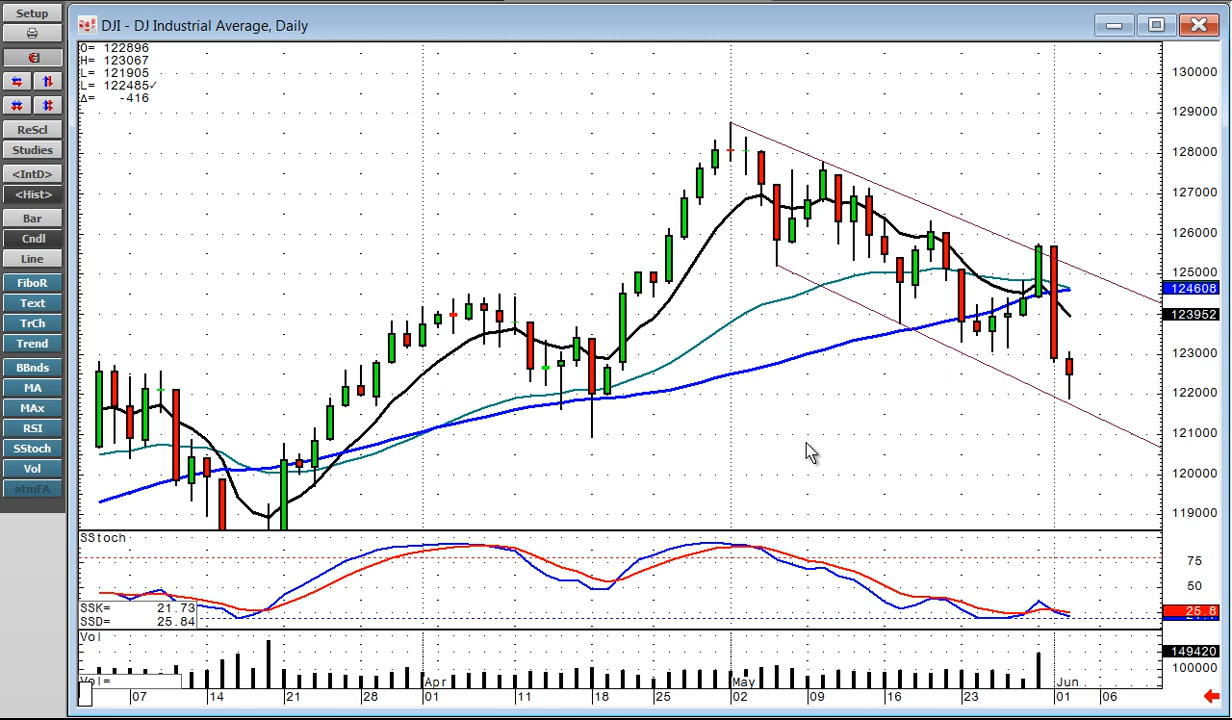 Setup
DJI - DJ Industrial Average, Daily
O= 122896
H= 123067
L= 121905
L= 122485✓
Δ= -416
ReScl
Studies
<IntD>
<Hist>
Bar
Cndl
Line
FiboR
Text
TrCh
Trend
BBnds
MA
MAx
RSI
SStoch
Vol
atmFA
130000
129000
128000
127000
126000
125000
124608
123952
123000
122000
121000
120000
119000
SStoch
75
50
25.8
SSK= 21.73
SSD= 25.84
Vol
149420
100000
Vol=
Apr
May
Jun
07
14
21
28
01
11
18
25
02
09
16
23
01
06